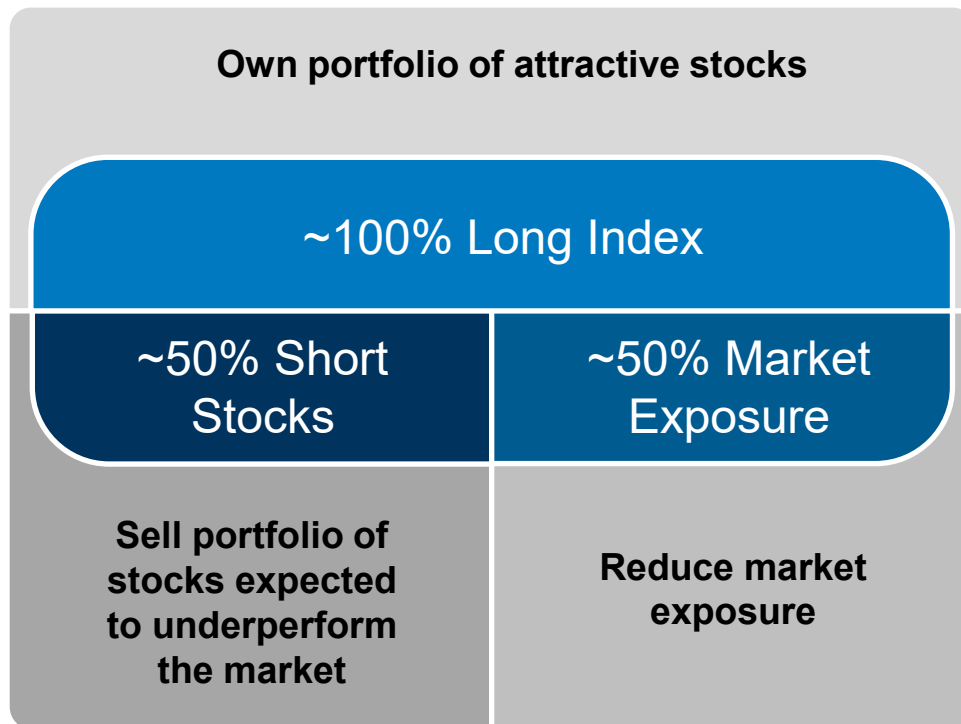 Own portfolio of attractive stocks
~100% Long Index
~50% Short
Stocks
~50% Market
Exposure
Sell portfolio of
stocks expected
to underperform
the market
Reduce market
exposure